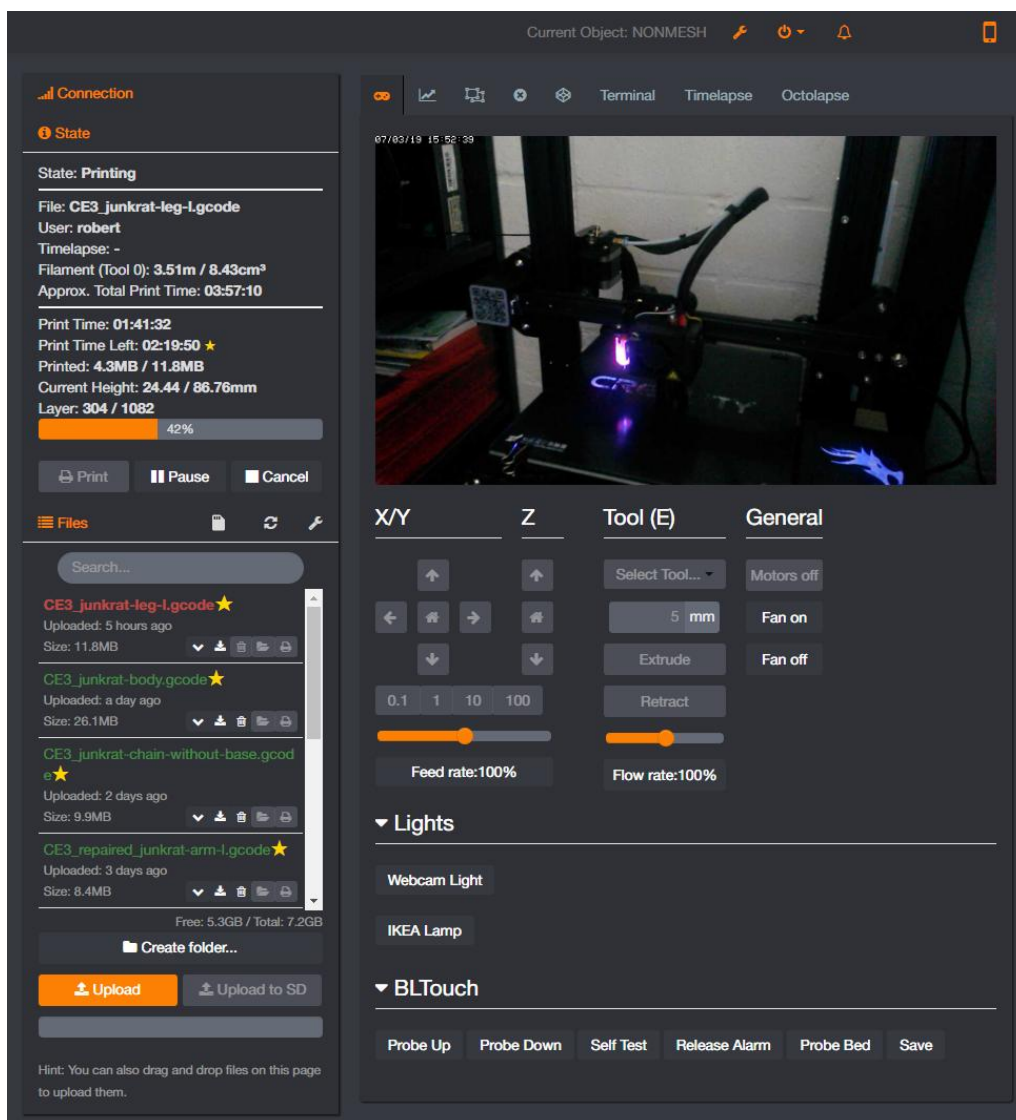 Current Object: NONMESH
Connection
State
State: Printing
File: CE3_junkrat-leg-l.gcode
User: robert
Timelapse: -
Filament (Tool 0): 3.51m / 8.43cm³
Approx. Total Print Time: 03:57:10
Print Time: 01:41:32
Print Time Left: 02:19:50
Printed: 4.3MB / 11.8MB
Current Height: 24.44 / 86.76mm
Layer: 304 / 1082
42%
Print Pause Cancel
Files
Search...
CE3_junkrat-leg-l.gcode
Uploaded: 5 hours ago
Size: 11.8MB
CE3_junkrat-body.gcode
Uploaded: a day ago
Size: 26.1MB
CE3_junkrat-chain-without-base.gcod
e
Uploaded: 2 days ago
Size: 9.9MB
CE3_repaired_junkrat-arm-l.gcode
Uploaded: 3 days ago
Size: 8.4MB
Free: 5.3GB / Total: 7.2GB
Create folder...
Upload Upload to SD
Hint: You can also drag and drop files on this page
to upload them.
Terminal Timelapse Octolapse
07/03/19 15:52:39
X/Y Z Tool (E) General
Select Tool... Motors off
5 mm Fan on
Extrude Fan off
0.1 1 10 100 Retract
Feed rate:100% Flow rate:100%
Lights
Webcam Light
IKEA Lamp
BLTouch
Probe Up Probe Down Self Test Release Alarm Probe Bed Save